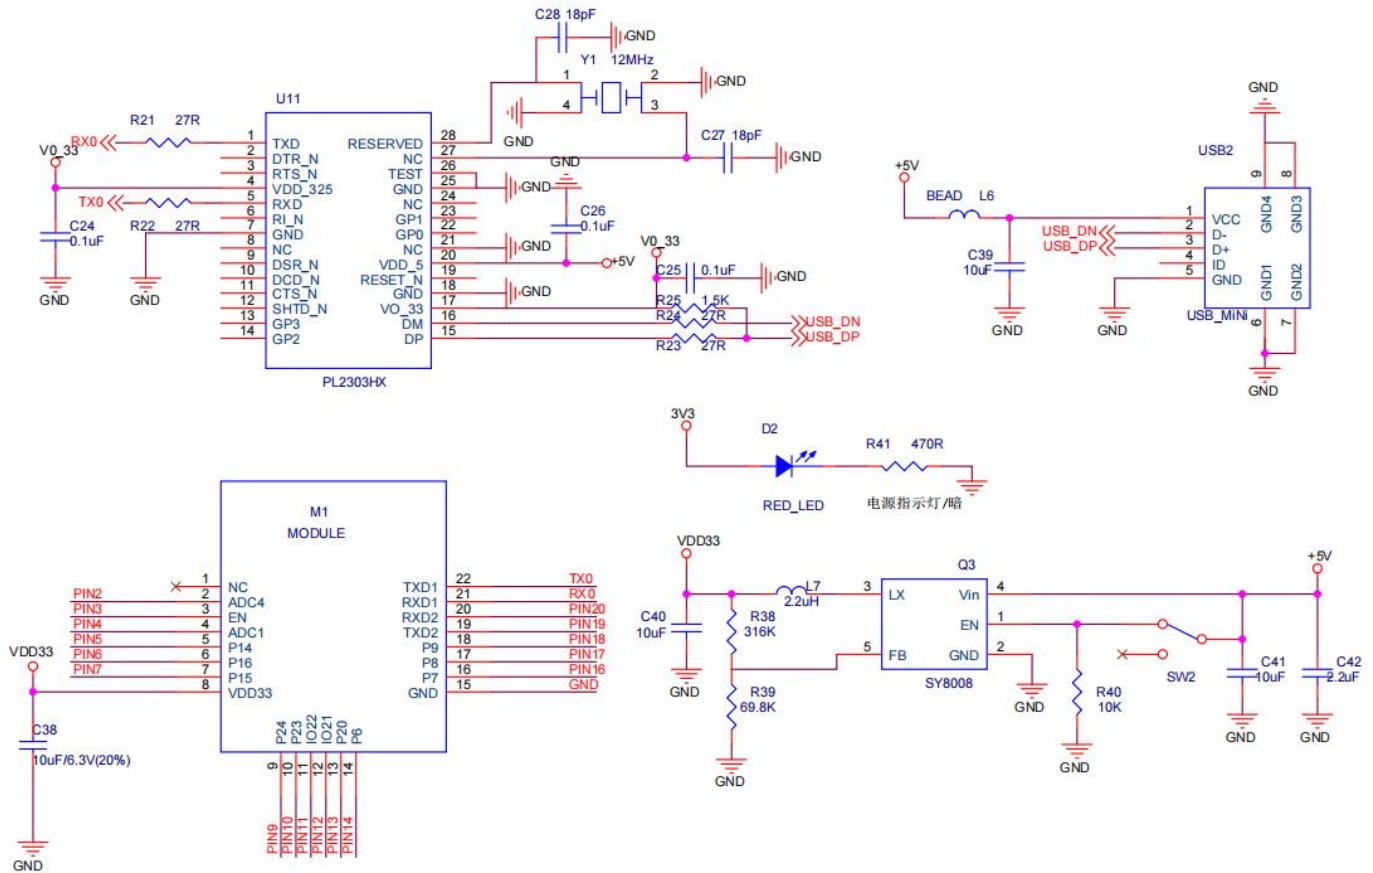 C28 18pF
GND
Y1 12MHz
1
2
GND
4
3
GND
U11
R21 27R
RX0
V0_33
1 TXD
2 DTR_N
3 RTS_N
4 VDD_325
5 RXD
6 RI_N
7 GND
8 NC
9 DSR_N
10 DCD_N
11 CTS_N
12 SHTD_N
13 GP3
14 GP2
TX0
R22 27R
C24
0.1uF
GND
GND
RESERVED 28
NC 27
TEST 26
GND 25
NC 24
GP1 23
GP0 22
NC 21
VDD_5 20
RESET_N 19
GND 18
VO_33 17
DM 16
DP 15
PL2303HX
C27 18pF
GND
GND
GND
C26
0.1uF
GND
+5V
GND
V0_33
C25 0.1uF
GND
R25 1.5K
R24 27R
R23 27R
USB_DN
USB_DP
GND
USB2
+5V
BEAD L6
9
8
GND4
GND3
1 VCC
2 D-
3 D+
4 ID
5 GND
USB_DN
USB_DP
C39
10uF
GND
GND
GND1
GND2
USB_MiNi
6
7
GND
3V3
D2
R41 470R
RED_LED
电源指示灯/暗
M1
MODULE
1 NC
PIN2 2 ADC4
PIN3 3 EN
PIN4 4 ADC1
PIN5 5 P14
PIN6 6 P16
PIN7 7 P15
8 VDD33
VDD33
C38
10uF/6.3V(20%)
GND
TXD1 22 TX0
RXD1 21 RX0
RXD2 20 PIN20
TXD2 19 PIN19
P9 18 PIN18
P8 17 PIN17
P7 16 PIN16
GND 15 GND
P24 9 PIN9
P23 10 PIN10
IO22 11 PIN11
IO21 12 PIN12
P20 13 PIN13
P6 14 PIN14
VDD33
L7
2.2uH
C40
10uF
GND
R38
316K
R39
69.8K
GND
Q3
3 LX
5 FB
Vin 4
EN 1
GND 2
SY8008
GND
R40
10K
GND
SW2
+5V
C41
10uF
GND
C42
2.2uF
GND